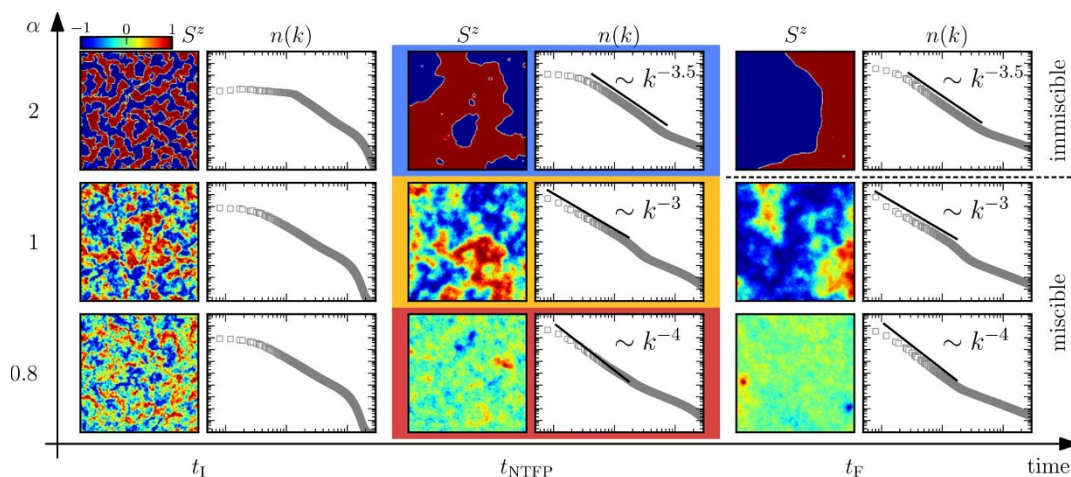 α
−1 0 1 S^z n(k) S^z n(k) S^z n(k)
2 ∼ k^{−3.5} ∼ k^{−3.5} immiscible
1 ∼ k^{−3} ∼ k^{−3}
0.8 ∼ k^{−4} ∼ k^{−4} miscible
t_I t_NTFP t_F time